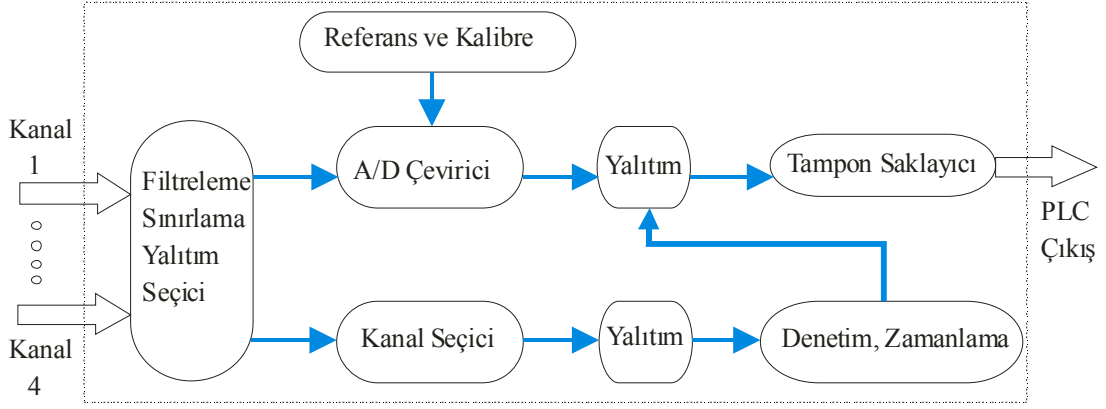 Referans ve Kalibre
Kanal
1
Filtreleme
Sınırlama
Yalıtım
Seçici
A/D Çevirici
Yalıtım
Tampon Saklayıcı
PLC
Çıkış
Kanal
4
Kanal Seçici
Yalıtım
Denetim, Zamanlama